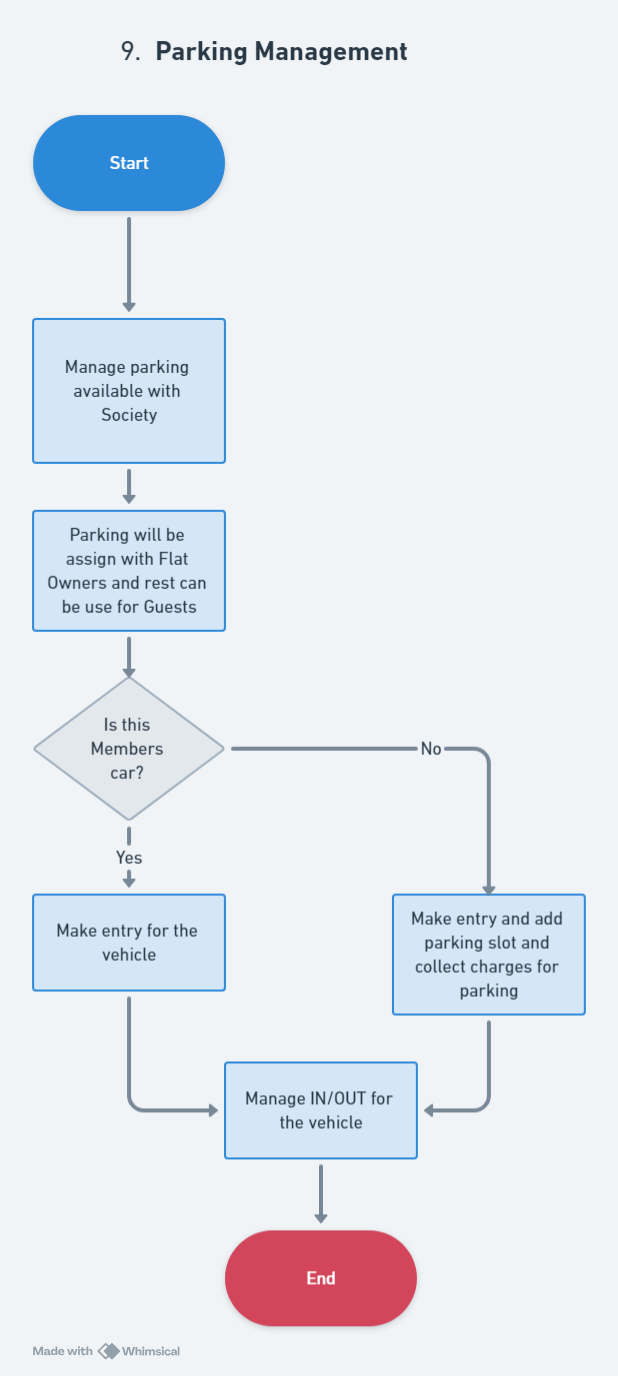 9. Parking Management
Start
Manage parking
available with
Society
Parking will be
assign with Flat
Owners and rest can
be use for Guests
Is this
Members
car?
No
Yes
Make entry for the
vehicle
Make entry and add
parking slot and
collect charges for
parking
Manage IN/OUT for
the vehicle
End
Made with Whimsical